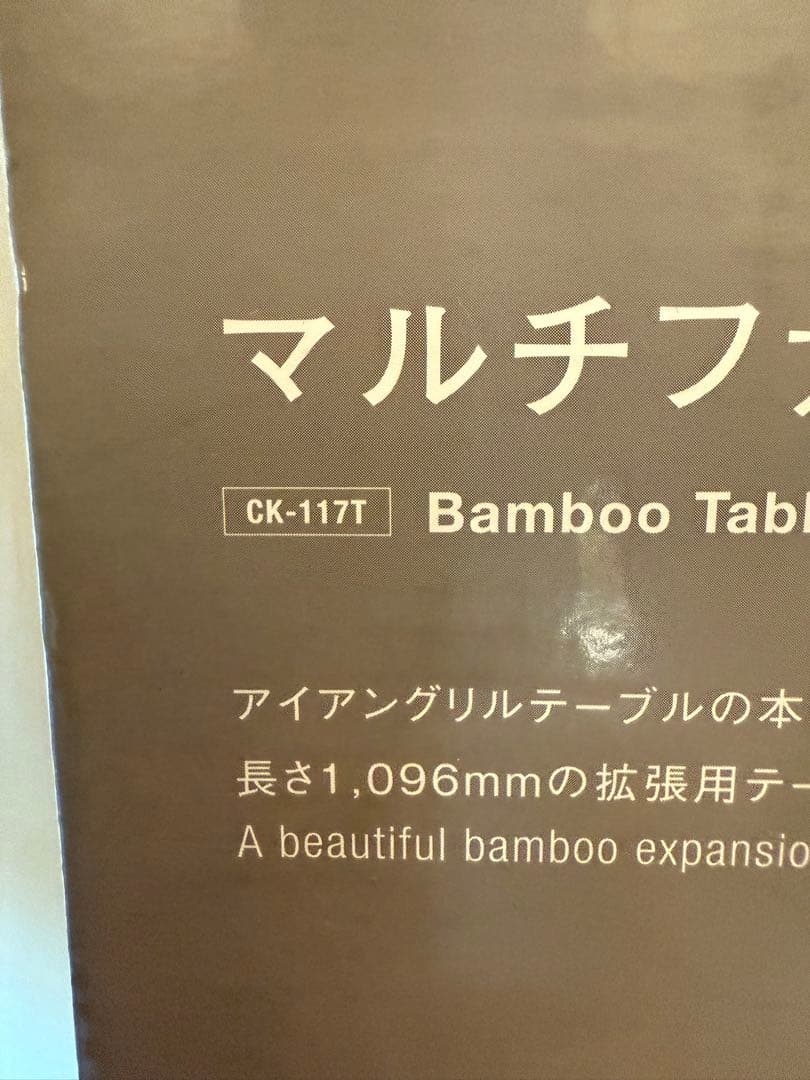 マルチフ
CK-117T Bamboo Tabl
アイアングリルテーブルの本
長さ1,096mmの拡張用テー
A beautiful bamboo expansio